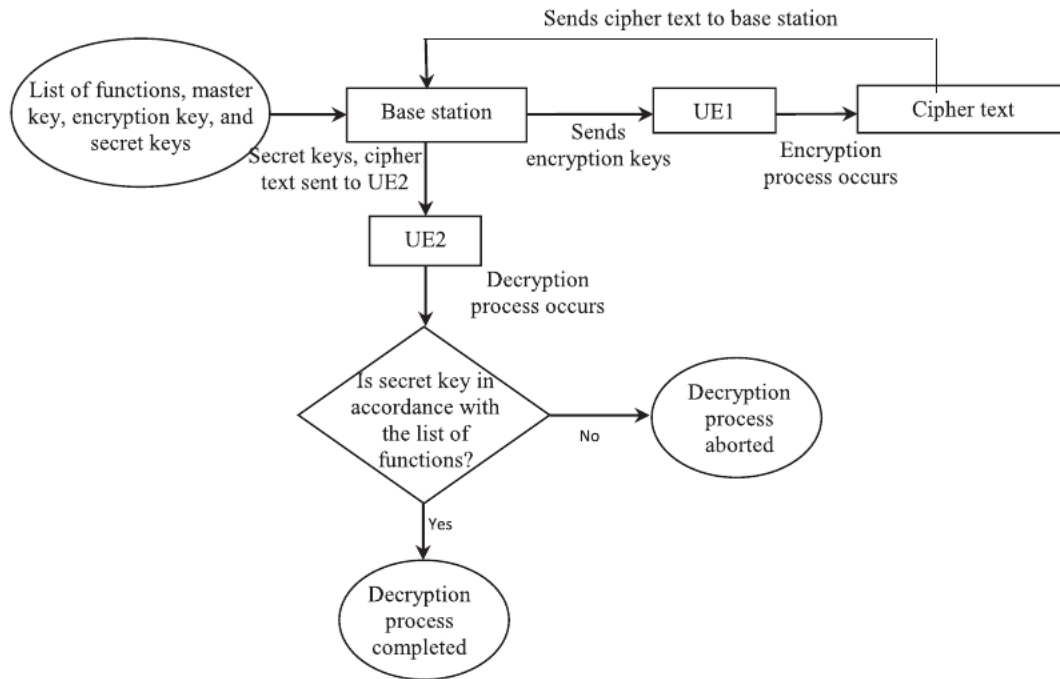 Sends cipher text to base station
List of functions, master
key, encryption key, and
secret keys
Base station
UE1
Cipher text
Sends
encryption keys
Encryption
process occurs
Secret keys, cipher
text sent to UE2
UE2
Decryption
process occurs
Is secret key in
accordance with
the list of
functions?
No
Decryption
process
aborted
Yes
Decryption
process
completed